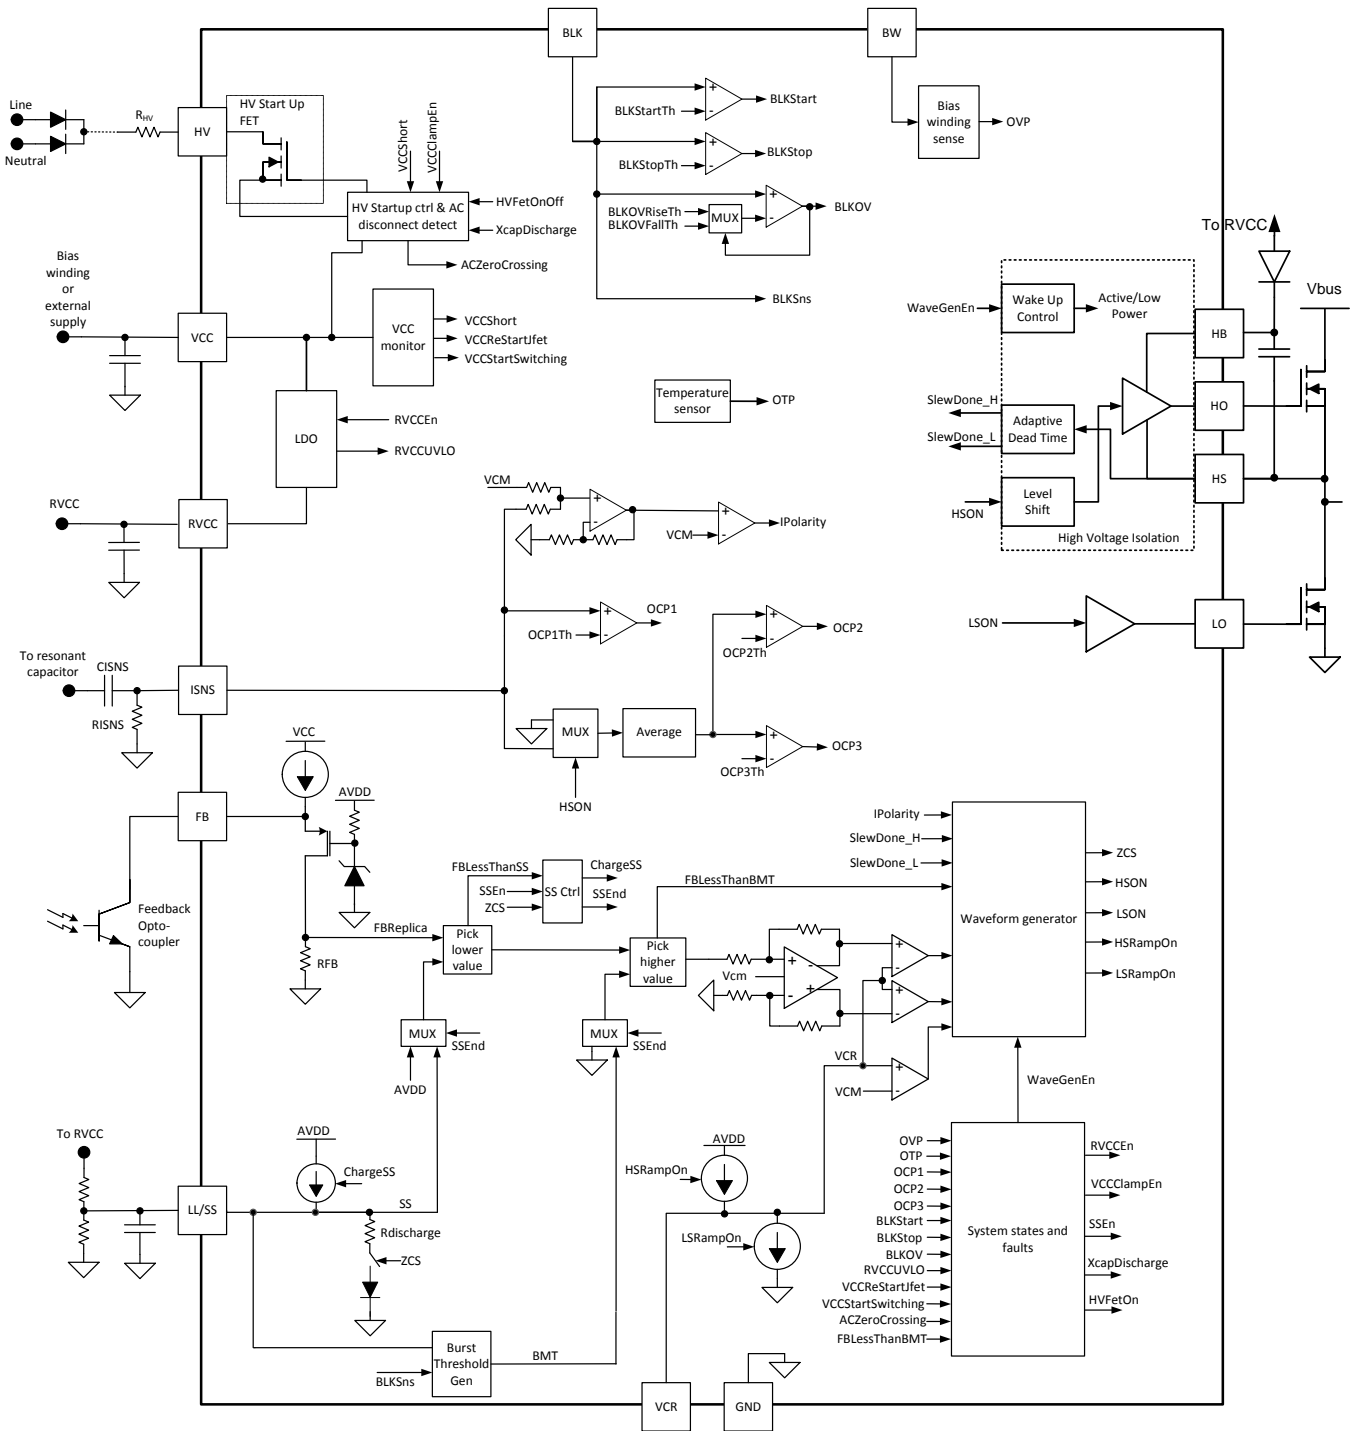 BLK
BW
Line
Neutral
RHV
HV
HV Start Up
FET
VCCShort
VCCClampEn
HV Startup ctrl & AC
disconnect detect
HVFetOnOff
XcapDischarge
ACZeroCrossing
+
-
BLKStartTh
BLKStart
+
-
BLKStopTh
BLKStop
BLKOVRiseTh
BLKOVFallTh
MUX
+
-
BLKOV
BLKSns
Bias
winding
sense
OVP
Bias
winding
or
external
supply
VCC
VCC
monitor
VCCShort
VCCReStartJfet
VCCStartSwitching
LDO
RVCCEn
RVCCUVLO
RVCC
RVCC
Temperature
sensor
OTP
To RVCC
Vbus
WaveGenEn
Wake Up
Control
Active/Low
Power
HB
SlewDone_H
SlewDone_L
Adaptive
Dead Time
HO
HS
HSON
Level
Shift
High Voltage Isolation
LSON
LO
VCM
+
-
VCM
+
-
IPolarity
OCP1Th
+
-
OCP1
OCP2Th
+
-
OCP2
To resonant
capacitor
CISNS
RISNS
ISNS
MUX
HSON
Average
OCP3Th
+
-
OCP3
VCC
AVDD
FB
Feedback
Opto-
coupler
RFB
FBReplica
FBLessThanSS
SSEn
ZCS
SS Ctrl
ChargeSS
SSEnd
Pick
lower
value
FBLessThanBMT
Pick
higher
value
Vcm
+
-
-
+
+
-
+
-
MUX
SSEnd
AVDD
MUX
SSEnd
VCR
VCM
+
-
IPolarity
SlewDone_H
SlewDone_L
Waveform generator
ZCS
HSON
LSON
HSRampOn
LSRampOn
WaveGenEn
To RVCC
LL/SS
AVDD
ChargeSS
SS
Rdischarge
ZCS
AVDD
HSRampOn
LSRampOn
OVP
OTP
OCP1
OCP2
OCP3
BLKStart
BLKStop
BLKOV
RVCCUVLO
VCCReStartJfet
VCCStartSwitching
ACZeroCrossing
FBLessThanBMT
System states and
faults
RVCCEn
VCCClampEn
SSEn
XcapDischarge
HVFetOn
BLKSns
Burst
Threshold
Gen
BMT
VCR
GND